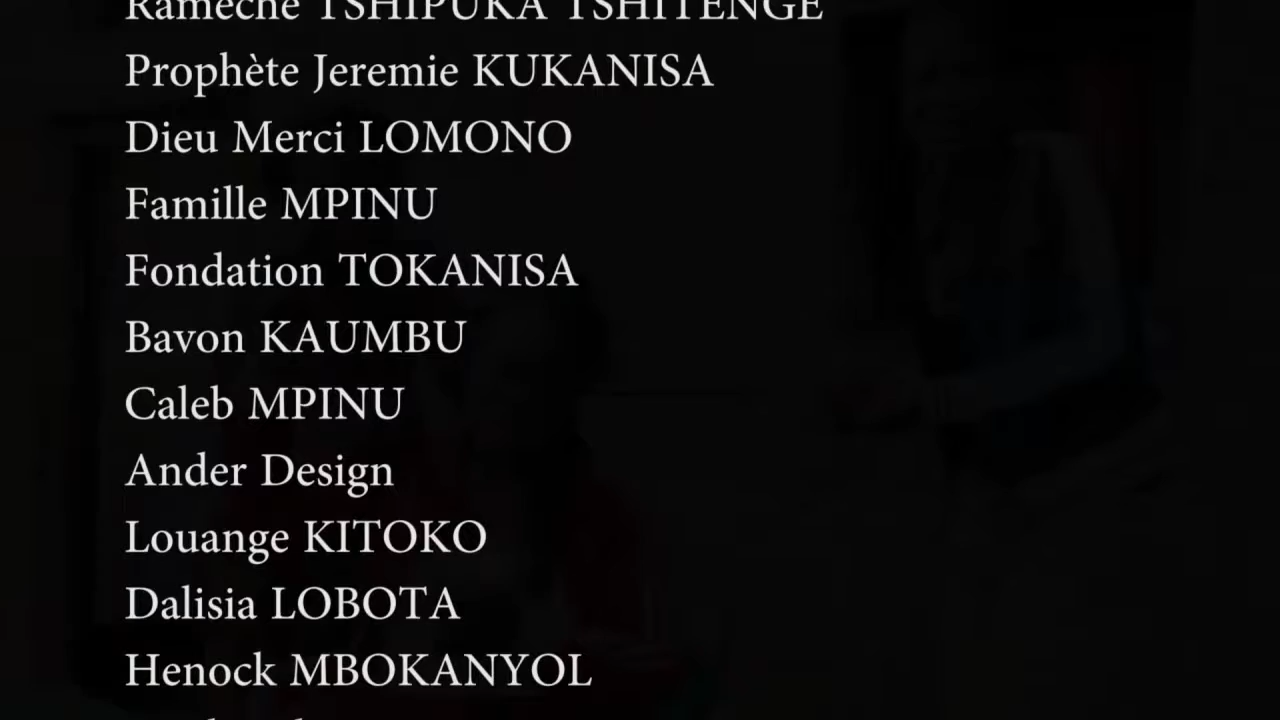 Rameche TSHIPUKA TSHITENGE
Prophète Jeremie KUKANISA
Dieu Merci LOMONO
Famille MPINU
Fondation TOKANISA
Bavon KAUMBU
Caleb MPINU
Ander Design
Louange KITOKO
Dalisia LOBOTA
Henock MBOKANYOL